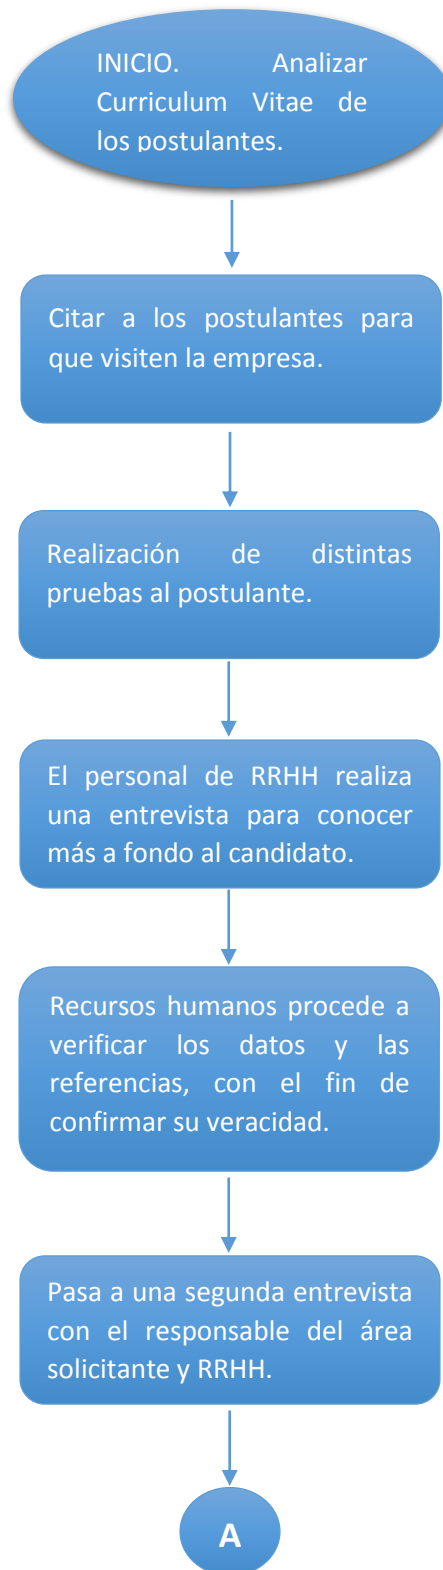 INICIO. Analizar
Curriculum Vitae de
los postulantes.
Citar a los postulantes para
que visiten la empresa.
Realización de distintas
pruebas al postulante.
El personal de RRHH realiza
una entrevista para conocer
más a fondo al candidato.
Recursos humanos procede a
verificar los datos y las
referencias, con el fin de
confirmar su veracidad.
Pasa a una segunda entrevista
con el responsable del área
solicitante y RRHH.
A